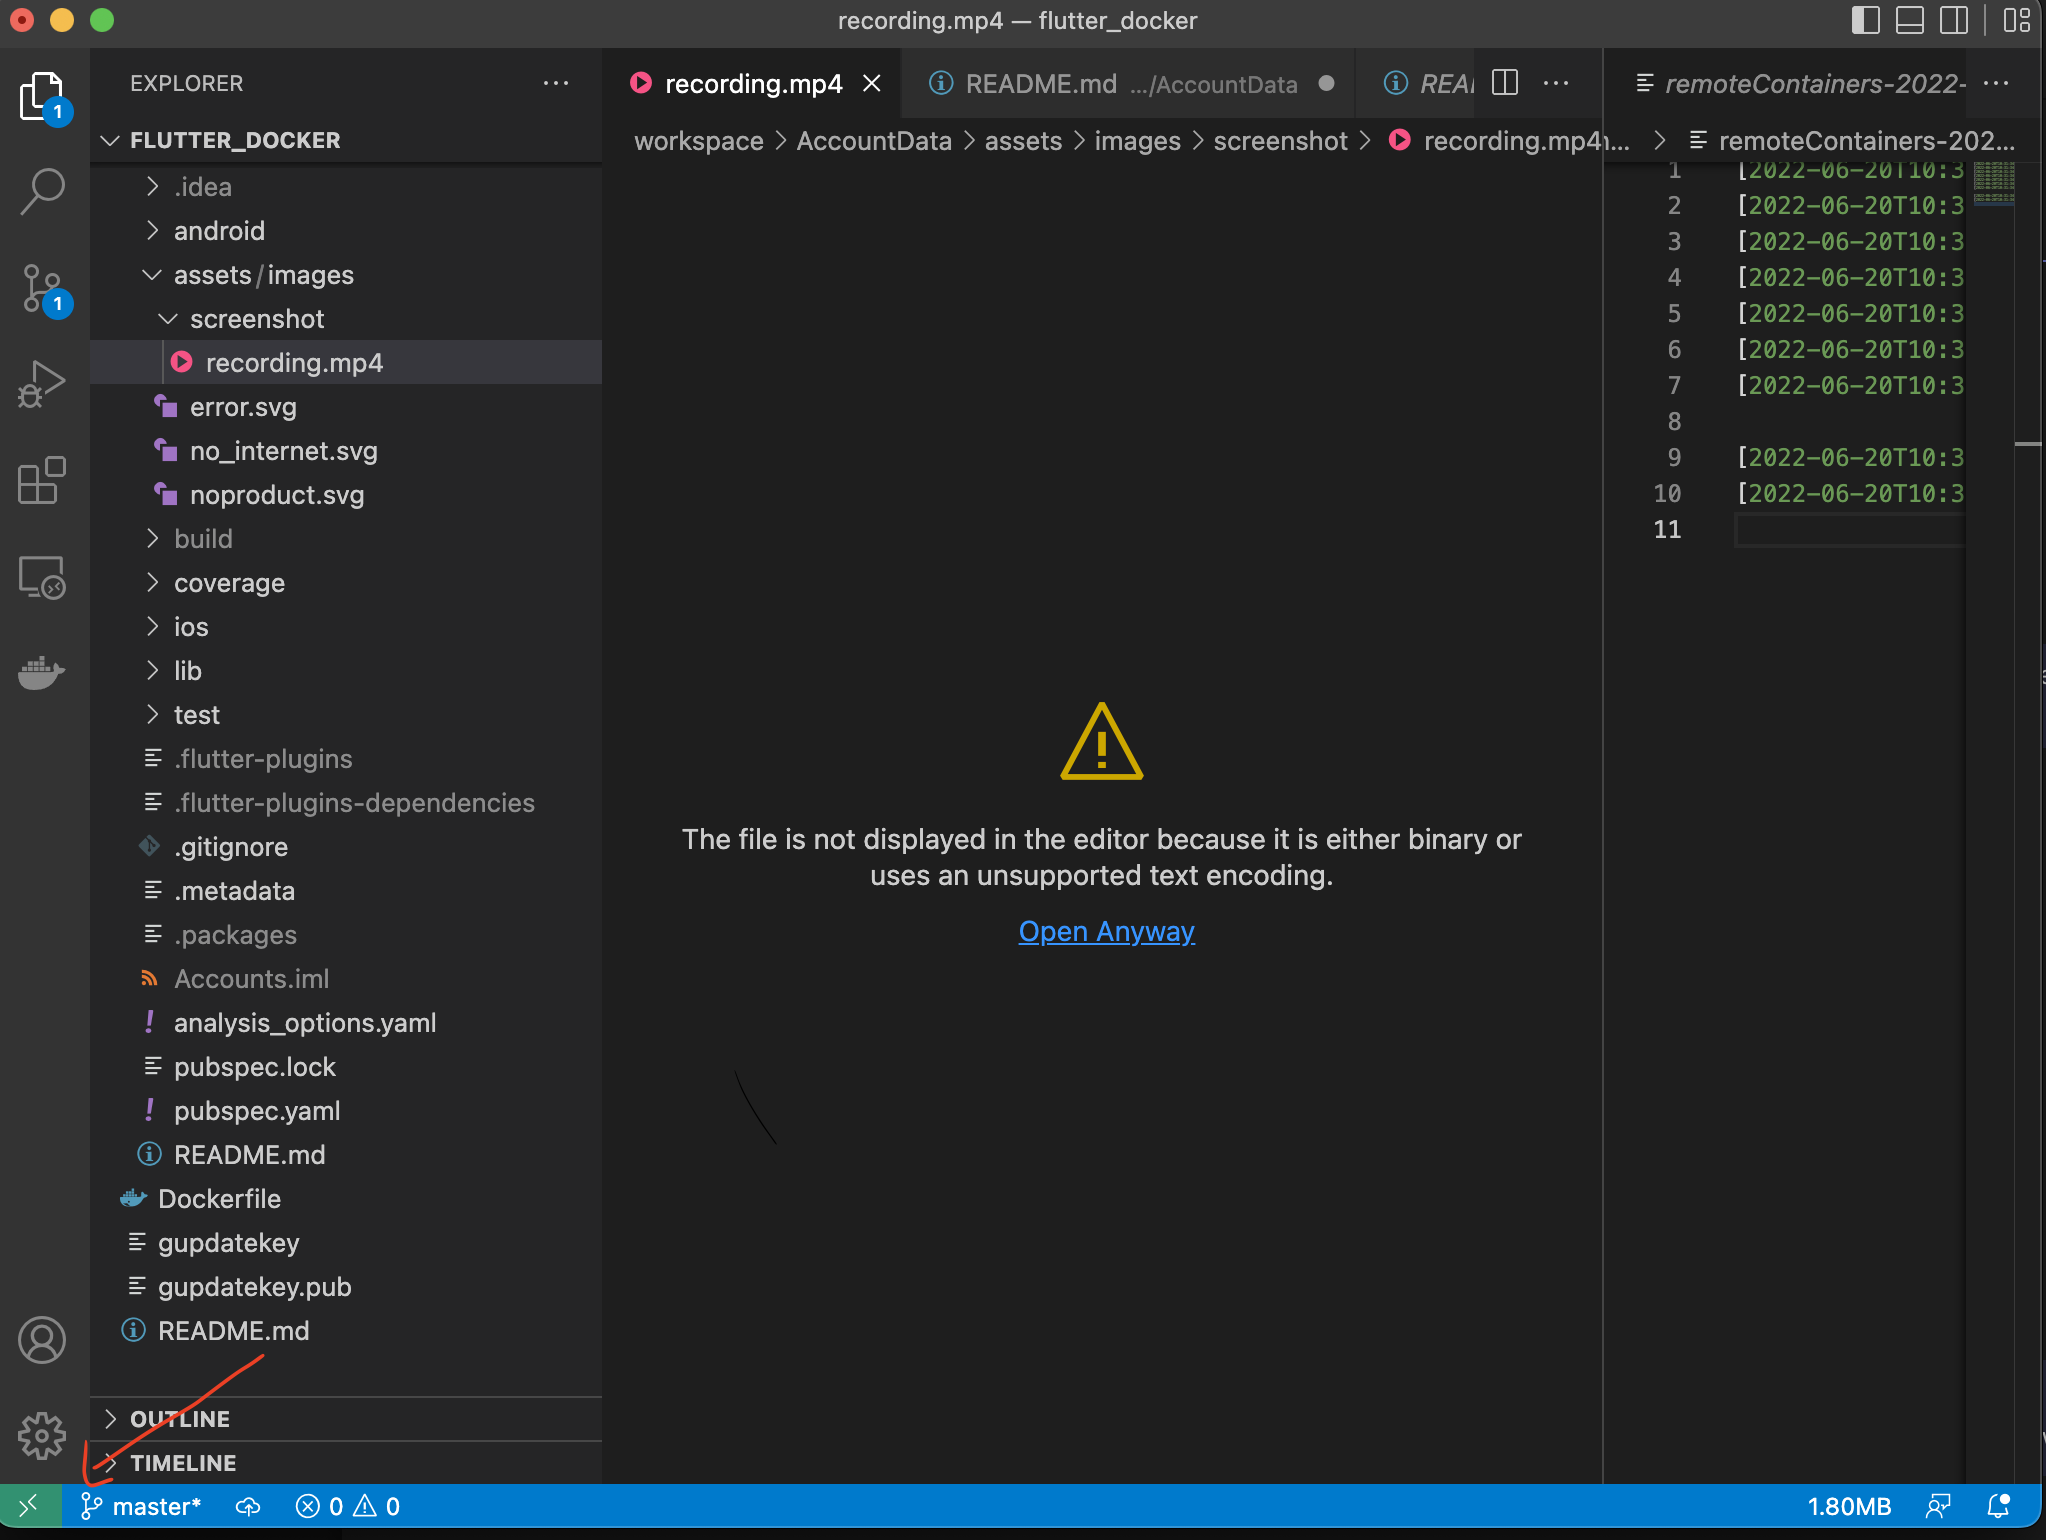 recording.mp4 — flutter_docker
EXPLORER
FLUTTER_DOCKER
.idea
android
assets/images
screenshot
recording.mp4
error.svg
no_internet.svg
noproduct.svg
build
coverage
ios
lib
test
.flutter-plugins
.flutter-plugins-dependencies
.gitignore
.metadata
.packages
Accounts.iml
analysis_options.yaml
pubspec.lock
pubspec.yaml
README.md
Dockerfile
gupdatekey
gupdatekey.pub
README.md
OUTLINE
TIMELINE
1
1
recording.mp4 README.md .../AccountData REA
workspace > AccountData > assets > images > screenshot > recording.mp4
The file is not displayed in the editor because it is either binary or
uses an unsupported text encoding.
Open Anyway
remoteContainers-2022-
... > remoteContainers-202...
1 [2022-06-20T10:3
2 [2022-06-20T10:3
3 [2022-06-20T10:3
4 [2022-06-20T10:3
5 [2022-06-20T10:3
6 [2022-06-20T10:3
7 [2022-06-20T10:3
8
9 [2022-06-20T10:3
10 [2022-06-20T10:3
11
master* 0 0 1.80MB